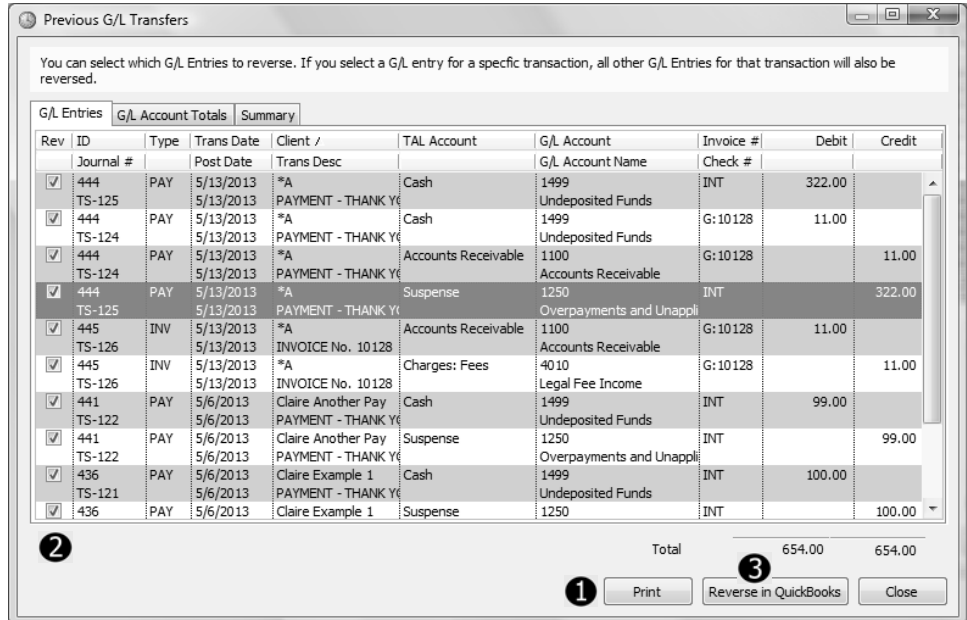 Previous G/L Transfers
You can select which G/L Entries to reverse. If you select a G/L entry for a specfic transaction, all other G/L Entries for that transaction will also be
reversed.
G/L Entries G/L Account Totals Summary
Rev ID Type Trans Date Client / TAL Account G/L Account Invoice # Debit Credit
Journal # Post Date Trans Desc G/L Account Name Check #
444 PAY 5/13/2013 *A Cash 1499 INT 322.00
TS-125 5/13/2013 PAYMENT - THANK YO Undeposited Funds
444 PAY 5/13/2013 *A Cash 1499 G:10128 11.00
TS-124 5/13/2013 PAYMENT - THANK YO Undeposited Funds
444 PAY 5/13/2013 *A Accounts Receivable 1100 G:10128 11.00
TS-124 5/13/2013 PAYMENT - THANK YO Accounts Receivable
444 PAY 5/13/2013 *A Suspense 1250 INT 322.00
TS-125 5/13/2013 PAYMENT - THANK YO Overpayments and Unappli
445 INV 5/13/2013 *A Accounts Receivable 1100 G:10128 11.00
TS-126 5/13/2013 INVOICE No. 10128 Accounts Receivable
445 INV 5/13/2013 *A Charges: Fees 4010 G:10128 11.00
TS-126 5/13/2013 INVOICE No. 10128 Legal Fee Income
441 PAY 5/6/2013 Claire Another Pay Cash 1499 INT 99.00
TS-122 5/6/2013 PAYMENT - THANK YO Undeposited Funds
441 PAY 5/6/2013 Claire Another Pay Suspense 1250 INT 99.00
TS-122 5/6/2013 PAYMENT - THANK YO Overpayments and Unappli
436 PAY 5/6/2013 Claire Example 1 Cash 1499 INT 100.00
TS-121 5/6/2013 PAYMENT - THANK YO Undeposited Funds
436 PAY 5/6/2013 Claire Example 1 Suspense 1250 INT 100.00
2 Total 654.00 654.00
1 Print 3 Reverse in QuickBooks Close